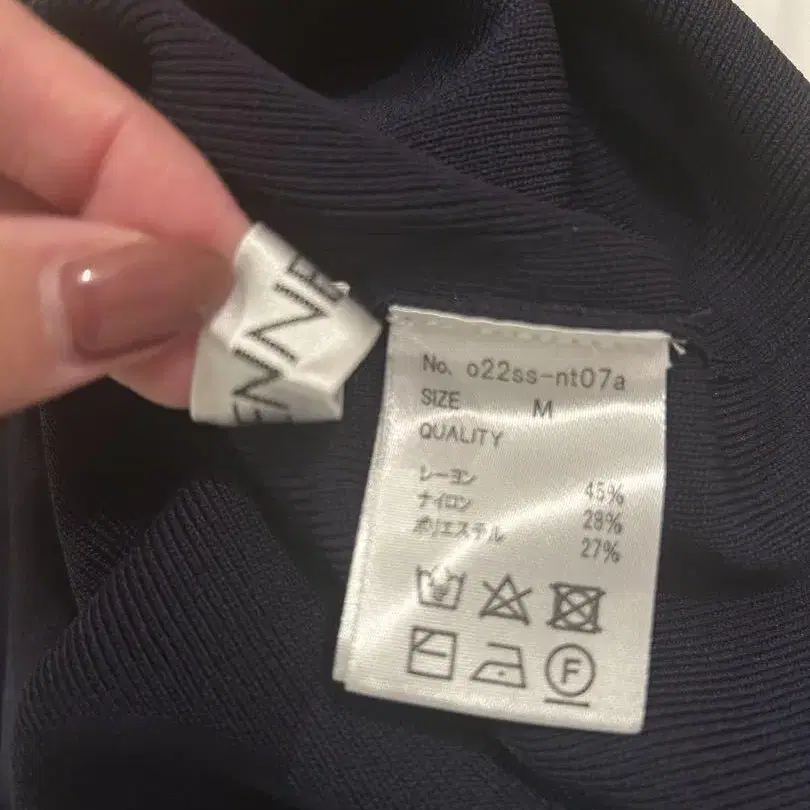 ENNE
No. o22ss-nt07a
SIZE M
QUALITY
レーヨン 45%
ナイロン 28%
ポリエステル 27%
F